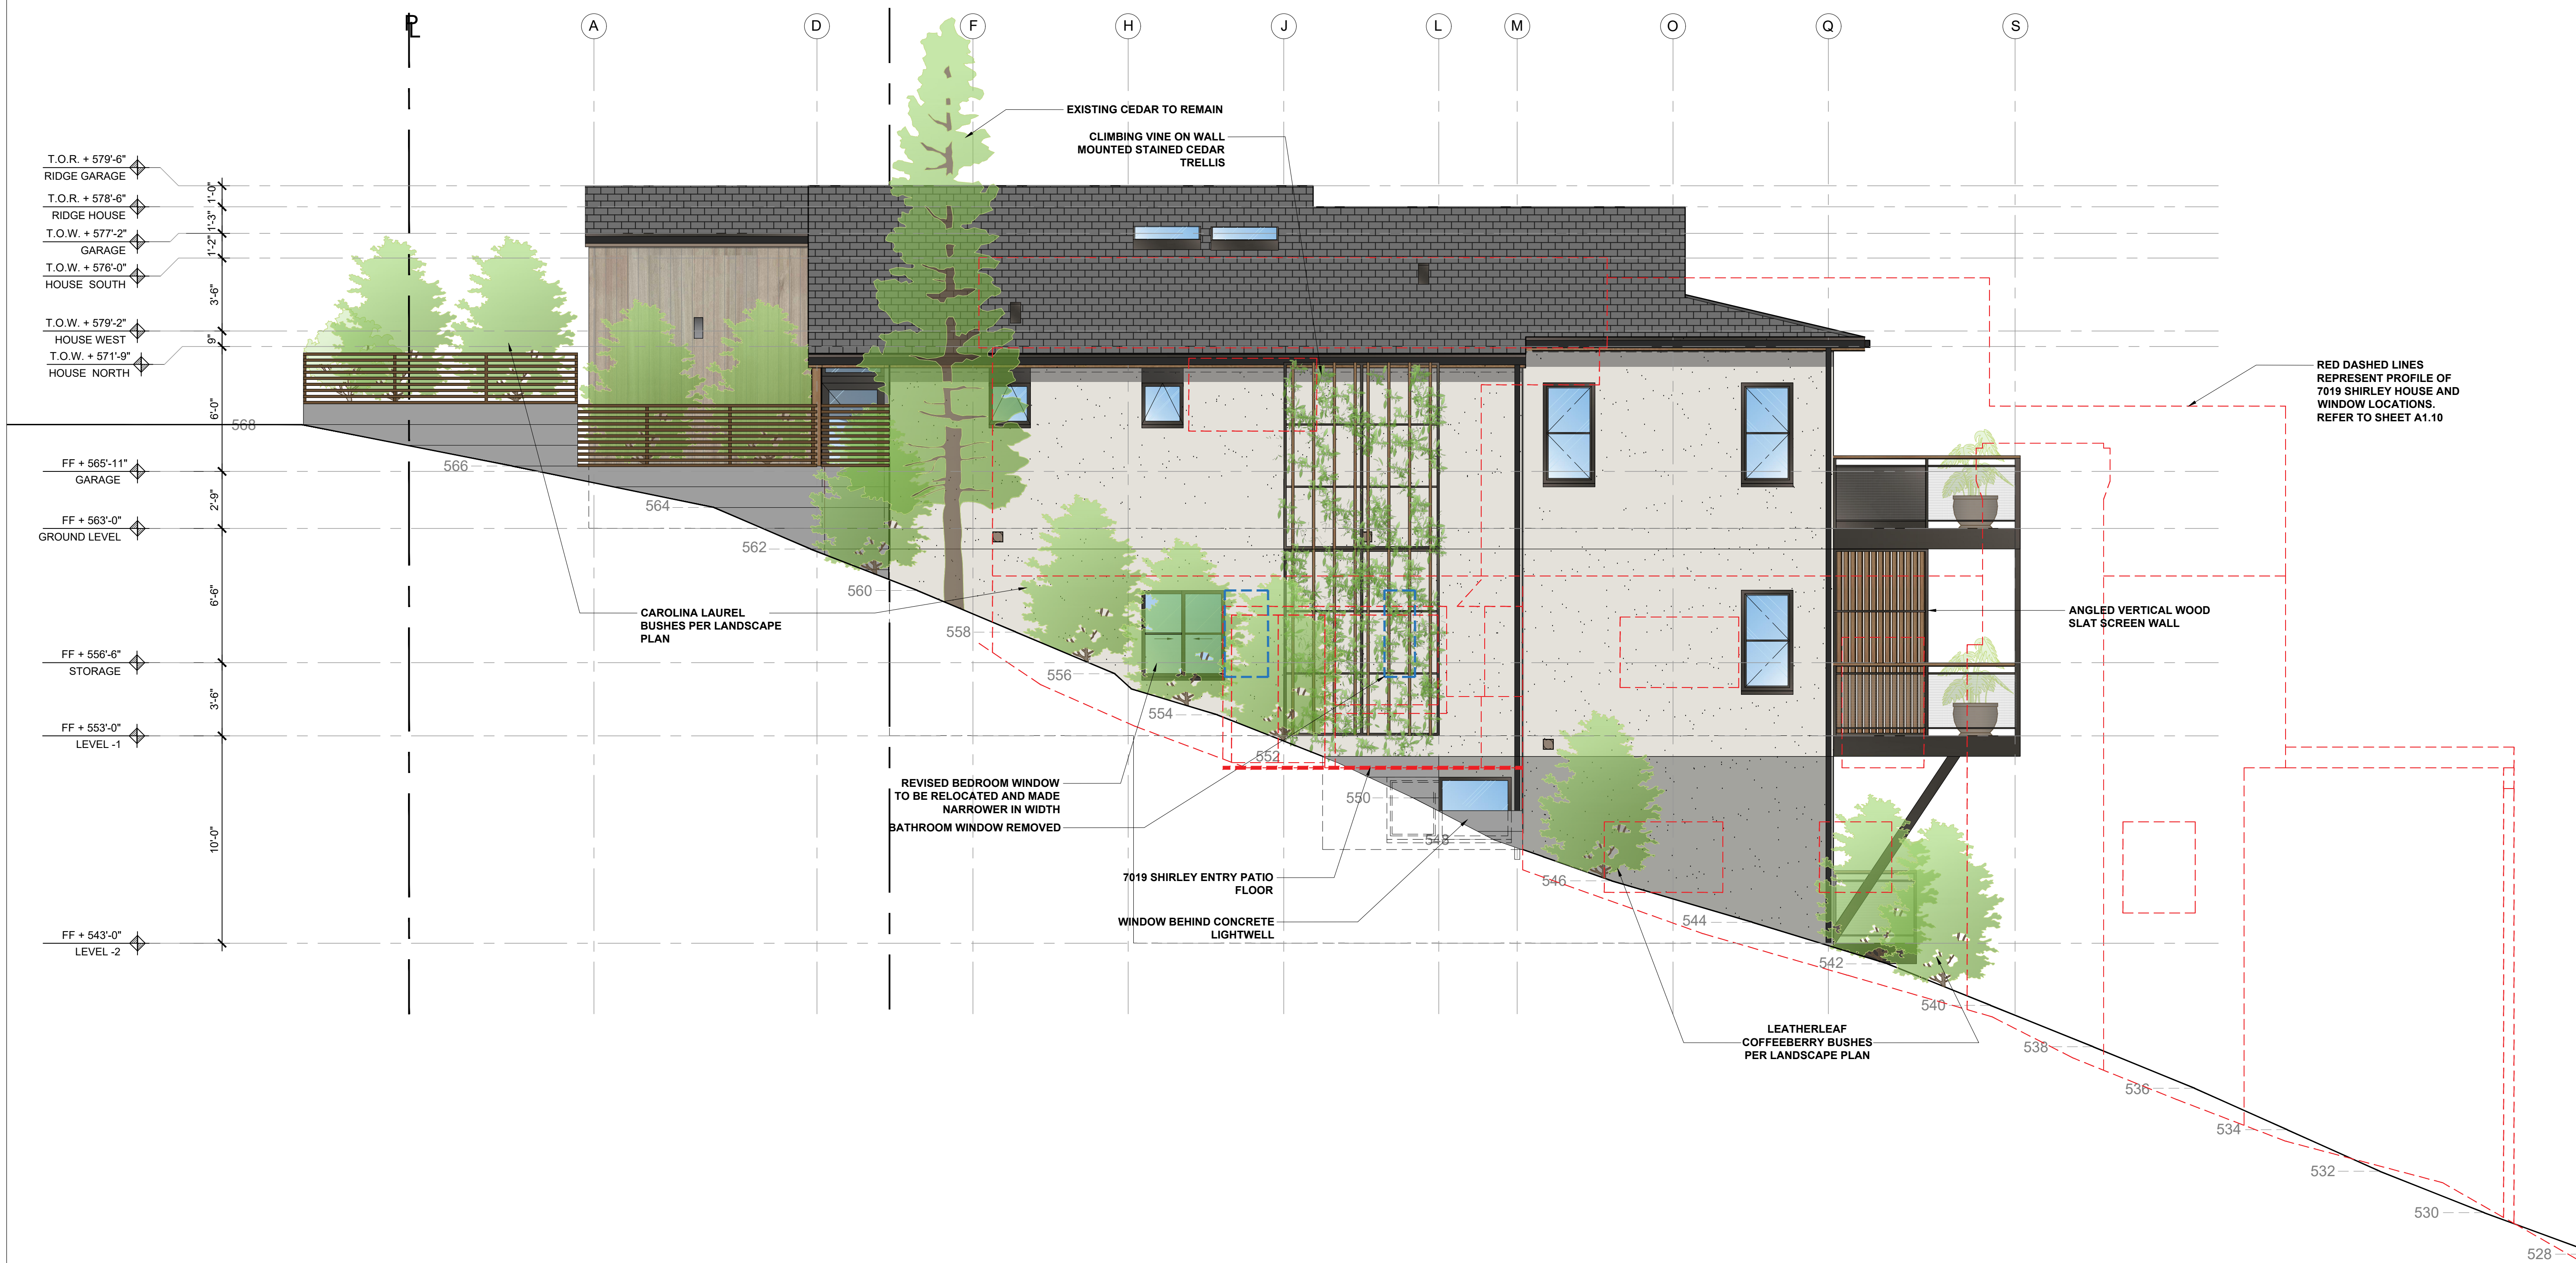 PL
A
D
F
H
J
L
M
O
Q
S
EXISTING CEDAR TO REMAIN
CLIMBING VINE ON WALL
MOUNTED STAINED CEDAR
TRELLIS
T.O.R. + 579'-6"
RIDGE GARAGE
T.O.R. + 578'-6"
RIDGE HOUSE
T.O.W. + 577'-2"
GARAGE
T.O.W. + 576'-0"
HOUSE SOUTH
T.O.W. + 579'-2"
HOUSE WEST
T.O.W. + 571'-9"
HOUSE NORTH
FF + 565'-11"
GARAGE
FF + 563'-0"
GROUND LEVEL
FF + 556'-6"
STORAGE
FF + 553'-0"
LEVEL -1
FF + 543'-0"
LEVEL -2
1'-0"
1'-3"
1'-2"
3'-6"
9"
6'-0"
2'-9"
6'-6"
3'-6"
10'-0"
RED DASHED LINES
REPRESENT PROFILE OF
7019 SHIRLEY HOUSE AND
WINDOW LOCATIONS.
REFER TO SHEET A1.10
CAROLINA LAUREL
BUSHES PER LANDSCAPE
PLAN
ANGLED VERTICAL WOOD
SLAT SCREEN WALL
REVISED BEDROOM WINDOW
TO BE RELOCATED AND MADE
NARROWER IN WIDTH
BATHROOM WINDOW REMOVED
7019 SHIRLEY ENTRY PATIO
FLOOR
WINDOW BEHIND CONCRETE
LIGHTWELL
LEATHERLEAF
COFFEEBERRY BUSHES
PER LANDSCAPE PLAN
568
566
564
562
560
558
556
554
552
550
548
546
544
542
540
538
536
534
532
530
528